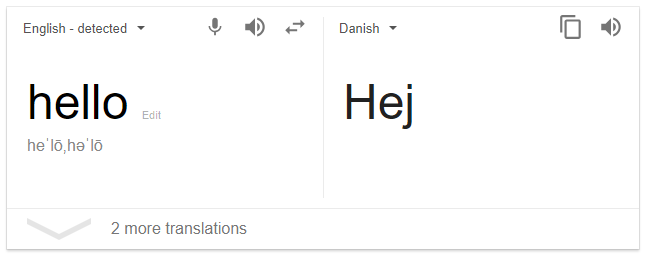 English - detected Danish
hello Edit Hej
heˈlō,həˈlō
2 more translations